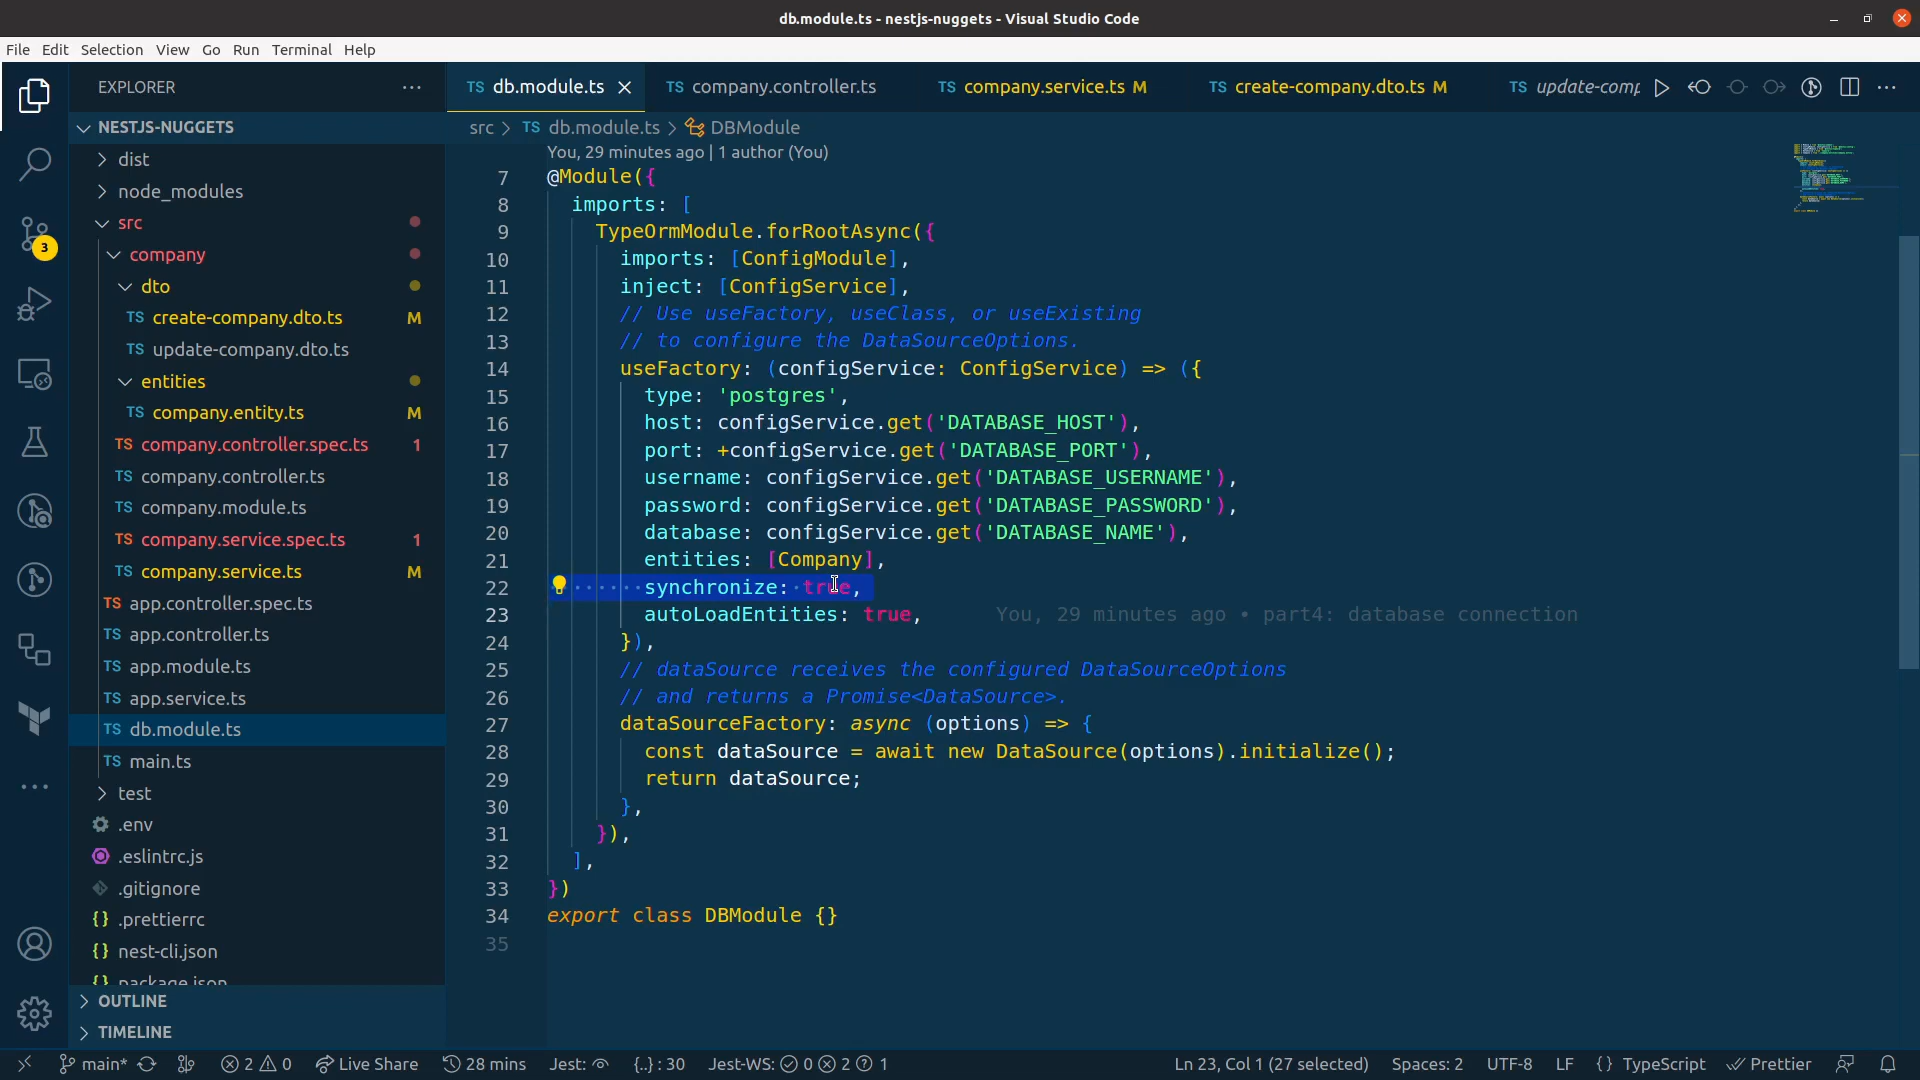 db.module.ts - nestjs-nuggets - Visual Studio Code
File Edit Selection View Go Run Terminal Help
EXPLORER
TS db.module.ts
TS company.controller.ts
TS company.service.ts M
TS create-company.dto.ts M
TS update-comp
NESTJS-NUGGETS
dist
node_modules
src
company
dto
TS create-company.dto.ts M
TS update-company.dto.ts
entities
TS company.entity.ts M
TS company.controller.spec.ts 1
TS company.controller.ts
TS company.module.ts
TS company.service.spec.ts 1
TS company.service.ts M
TS app.controller.spec.ts
TS app.controller.ts
TS app.module.ts
TS app.service.ts
TS db.module.ts
TS main.ts
test
.env
.eslintrc.js
.gitignore
{} .prettierrc
{} nest-cli.json
{} package.json
OUTLINE
TIMELINE
3
src > TS db.module.ts > DBModule
You, 29 minutes ago | 1 author (You)
7 @Module({
8 imports: [
9 TypeOrmModule.forRootAsync({
10 imports: [ConfigModule],
11 inject: [ConfigService],
12 // Use useFactory, useClass, or useExisting
13 // to configure the DataSourceOptions.
14 useFactory: (configService: ConfigService) => ({
15 type: 'postgres',
16 host: configService.get('DATABASE_HOST'),
17 port: +configService.get('DATABASE_PORT'),
18 username: configService.get('DATABASE_USERNAME'),
19 password: configService.get('DATABASE_PASSWORD'),
20 database: configService.get('DATABASE_NAME'),
21 entities: [Company],
22 synchronize: true,
23 autoLoadEntities: true, You, 29 minutes ago • part4: database connection
24 }),
25 // dataSource receives the configured DataSourceOptions
26 // and returns a Promise<DataSource>.
27 dataSourceFactory: async (options) => {
28 const dataSource = await new DataSource(options).initialize();
29 return dataSource;
30 },
31 }),
32 ],
33 })
34 export class DBModule {}
35
main* 2 0 Live Share 28 mins Jest: {..} : 30 Jest-WS: 0 2 1 Ln 23, Col 1 (27 selected) Spaces: 2 UTF-8 LF {} TypeScript Prettier